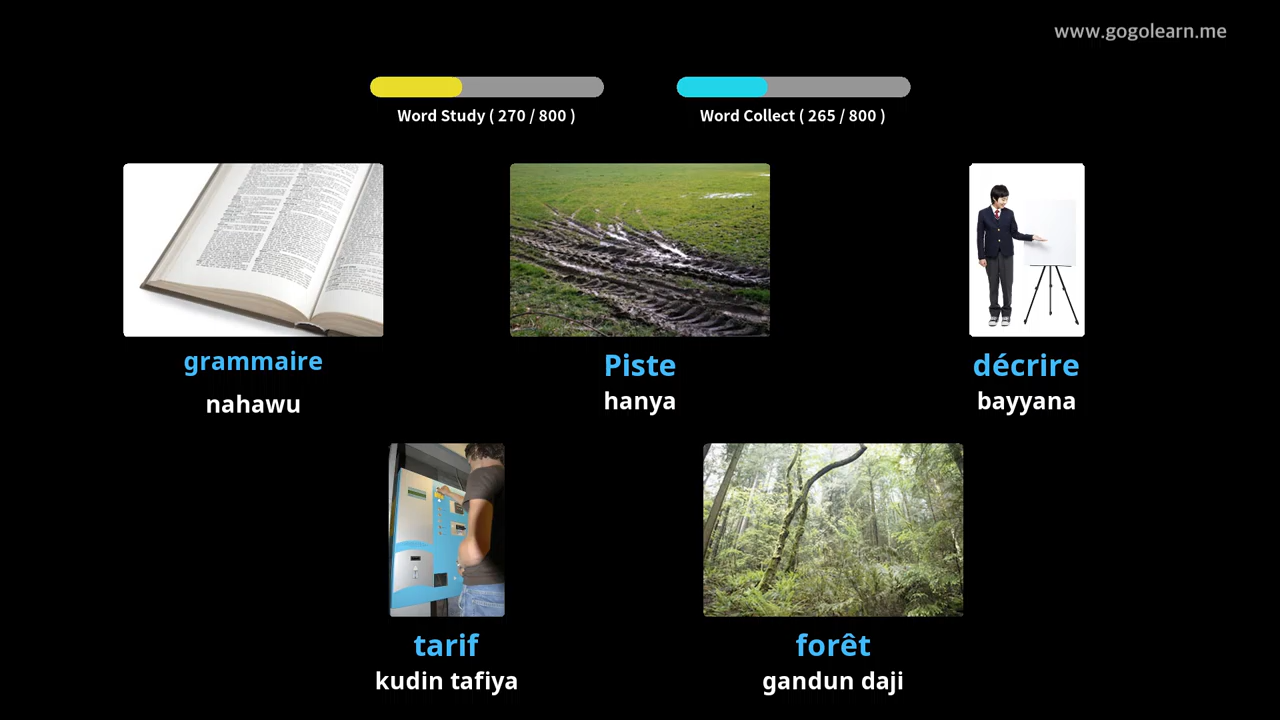 www.gogolearn.me
Word Study ( 270 / 800 )
Word Collect ( 265 / 800 )
grammaire
nahawu
Piste
hanya
décrire
bayyana
tarif
kudin tafiya
forêt
gandun daji